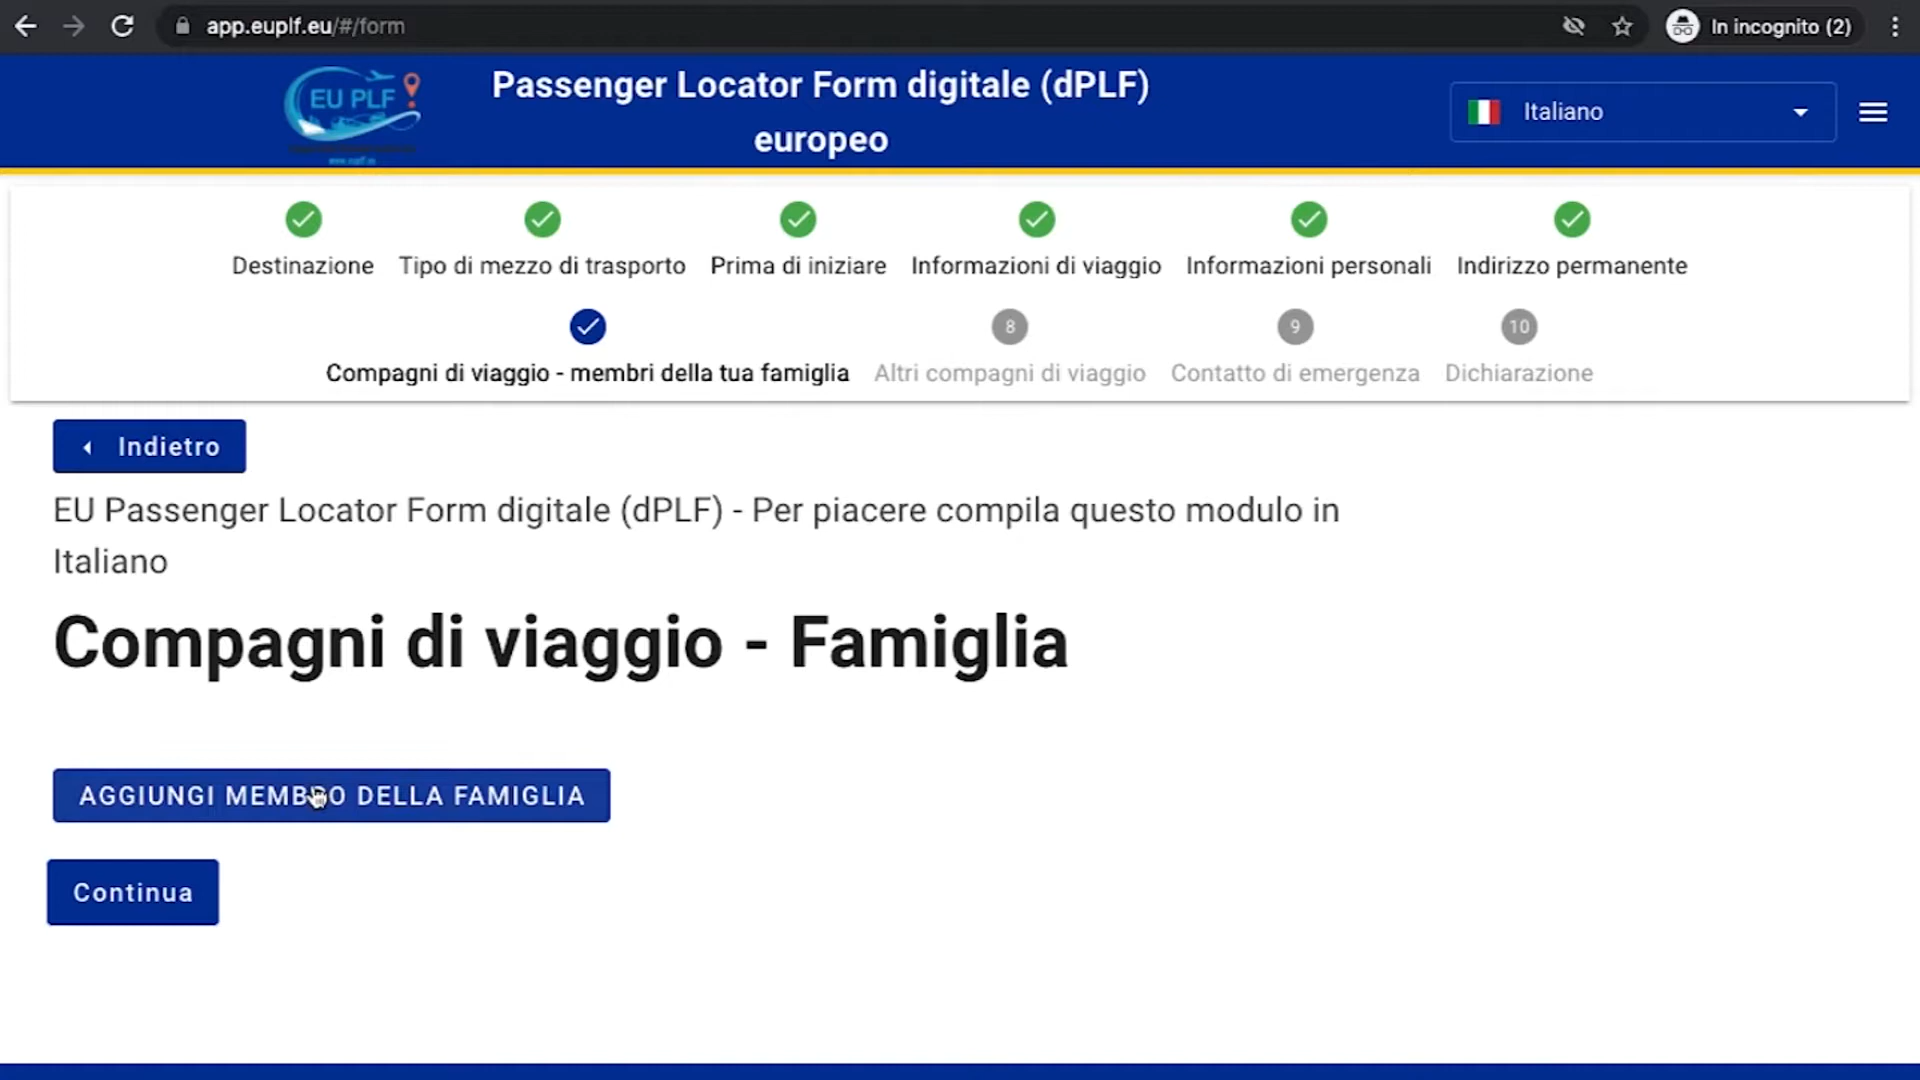 app.euplf.eu/#/form
In incognito (2)
EU PLF
www.euplf.eu
Passenger Locator Form digitale (dPLF)
europeo
Italiano
Destinazione
Tipo di mezzo di trasporto
Prima di iniziare
Informazioni di viaggio
Informazioni personali
Indirizzo permanente
8
9
10
Compagni di viaggio - membri della tua famiglia
Altri compagni di viaggio
Contatto di emergenza
Dichiarazione
Indietro
EU Passenger Locator Form digitale (dPLF) - Per piacere compila questo modulo in
Italiano
Compagni di viaggio - Famiglia
AGGIUNGI MEMBRO DELLA FAMIGLIA
Continua